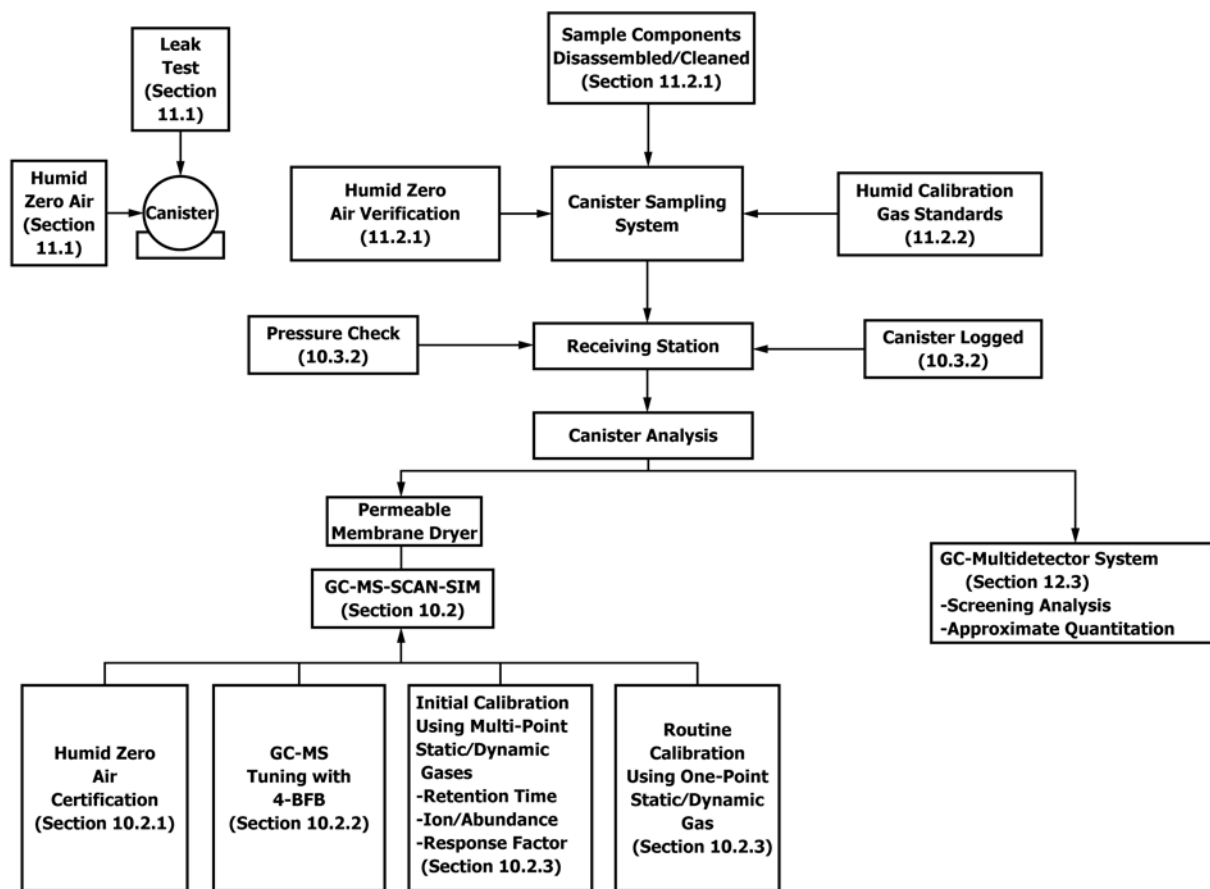 Leak
Test
(Section
11.1)
Sample Components
Disassembled/Cleaned
(Section 11.2.1)
Humid
Zero Air
(Section
11.1)
Canister
Humid Zero
Air Verification
(11.2.1)
Canister Sampling
System
Humid Calibration
Gas Standards
(11.2.2)
Pressure Check
(10.3.2)
Receiving Station
Canister Logged
(10.3.2)
Canister Analysis
Permeable
Membrane Dryer
GC-MS-SCAN-SIM
(Section 10.2)
GC-Multidetector System
(Section 12.3)
-Screening Analysis
-Approximate Quantitation
Humid Zero
Air
Certification
(Section 10.2.1)
GC-MS
Tuning with
4-BFB
(Section 10.2.2)
Initial Calibration
Using Multi-Point
Static/Dynamic
Gases
-Retention Time
-Ion/Abundance
-Response Factor
(Section 10.2.3)
Routine
Calibration
Using One-Point
Static/Dynamic
Gas
(Section 10.2.3)